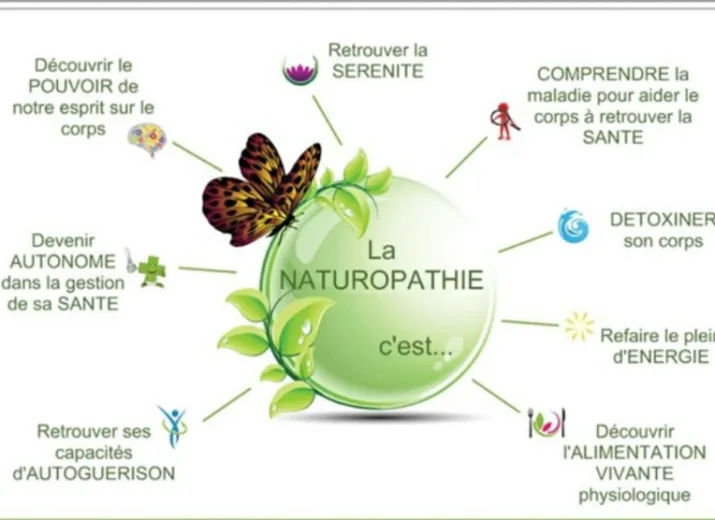 Découvrir le
POUVOIR de
notre esprit sur le
corps
Retrouver la
SERENITE
COMPRENDRE la
maladie pour aider le
corps à retrouver la
SANTE
Devenir
AUTONOME
dans la gestion
de sa SANTE
La
NATUROPATHIE
c'est...
DETOXINER
son corps
Refaire le plein
d'ENERGIE
Retrouver ses
capacités
d'AUTOGUERISON
Découvrir
l'ALIMENTATION
VIVANTE
physiologique